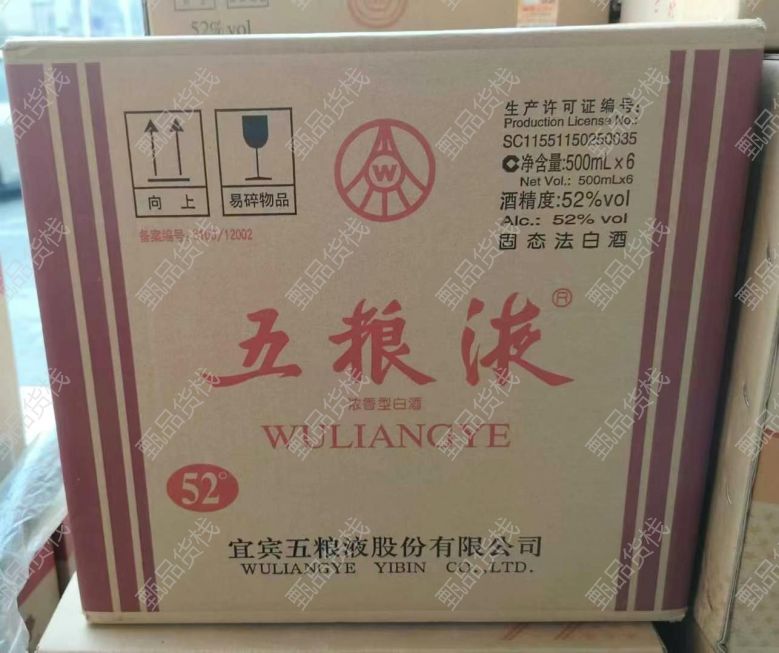 52% vol
生产许可证编号:
Production License No.:
SC11551150250035
净含量:500mL x 6
Net Vol.: 500mLx6
酒精度:52%vol
Alc.: 52% vol
固态法白酒
向上
易碎物品
W
五粮液®
浓香型白酒
WULIANGYE
52°
宜宾五粮液股份有限公司
WULIANGYE YIBIN CO.,LTD.
甄品货栈